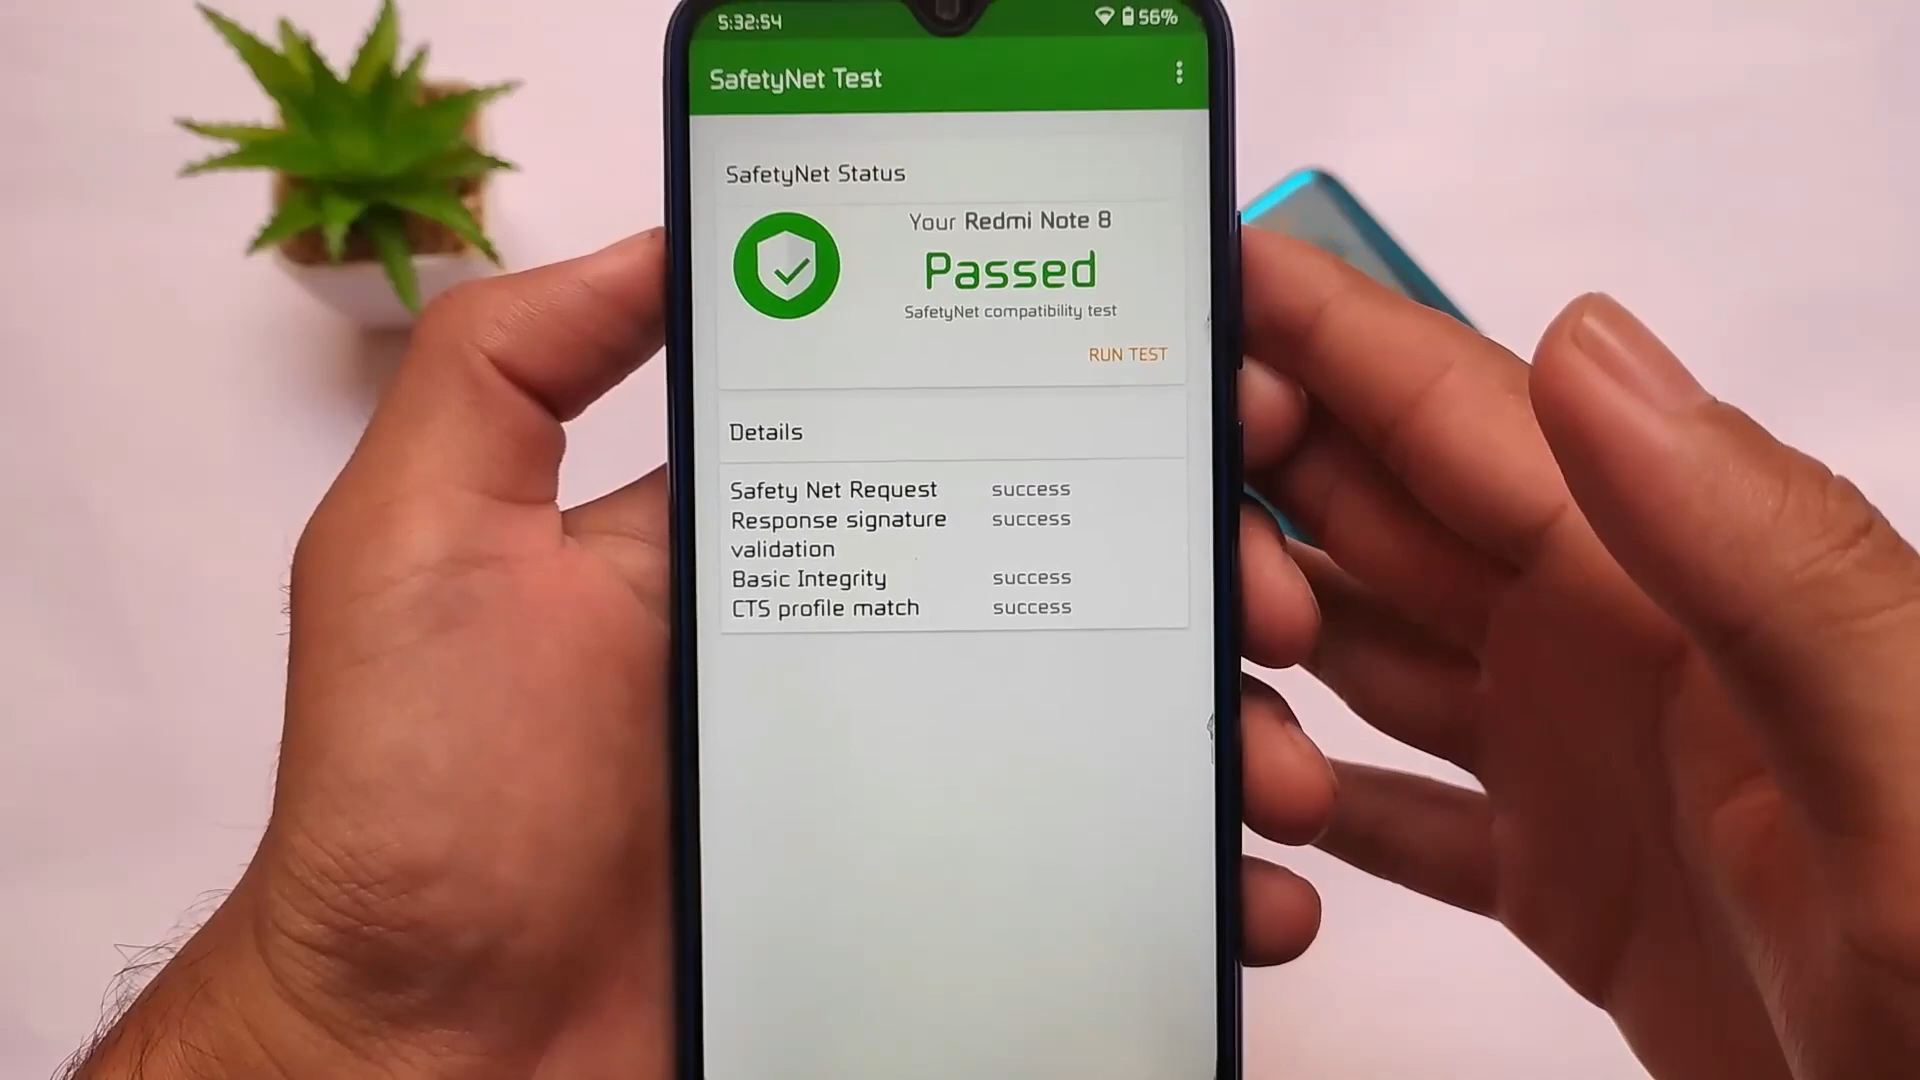 5:32:54 56%
SafetyNet Test
SafetyNet Status
Your Redmi Note 8
Passed
SafetyNet compatibility test
RUN TEST
Details
Safety Net Request success
Response signature success
validation
Basic Integrity success
CTS profile match success